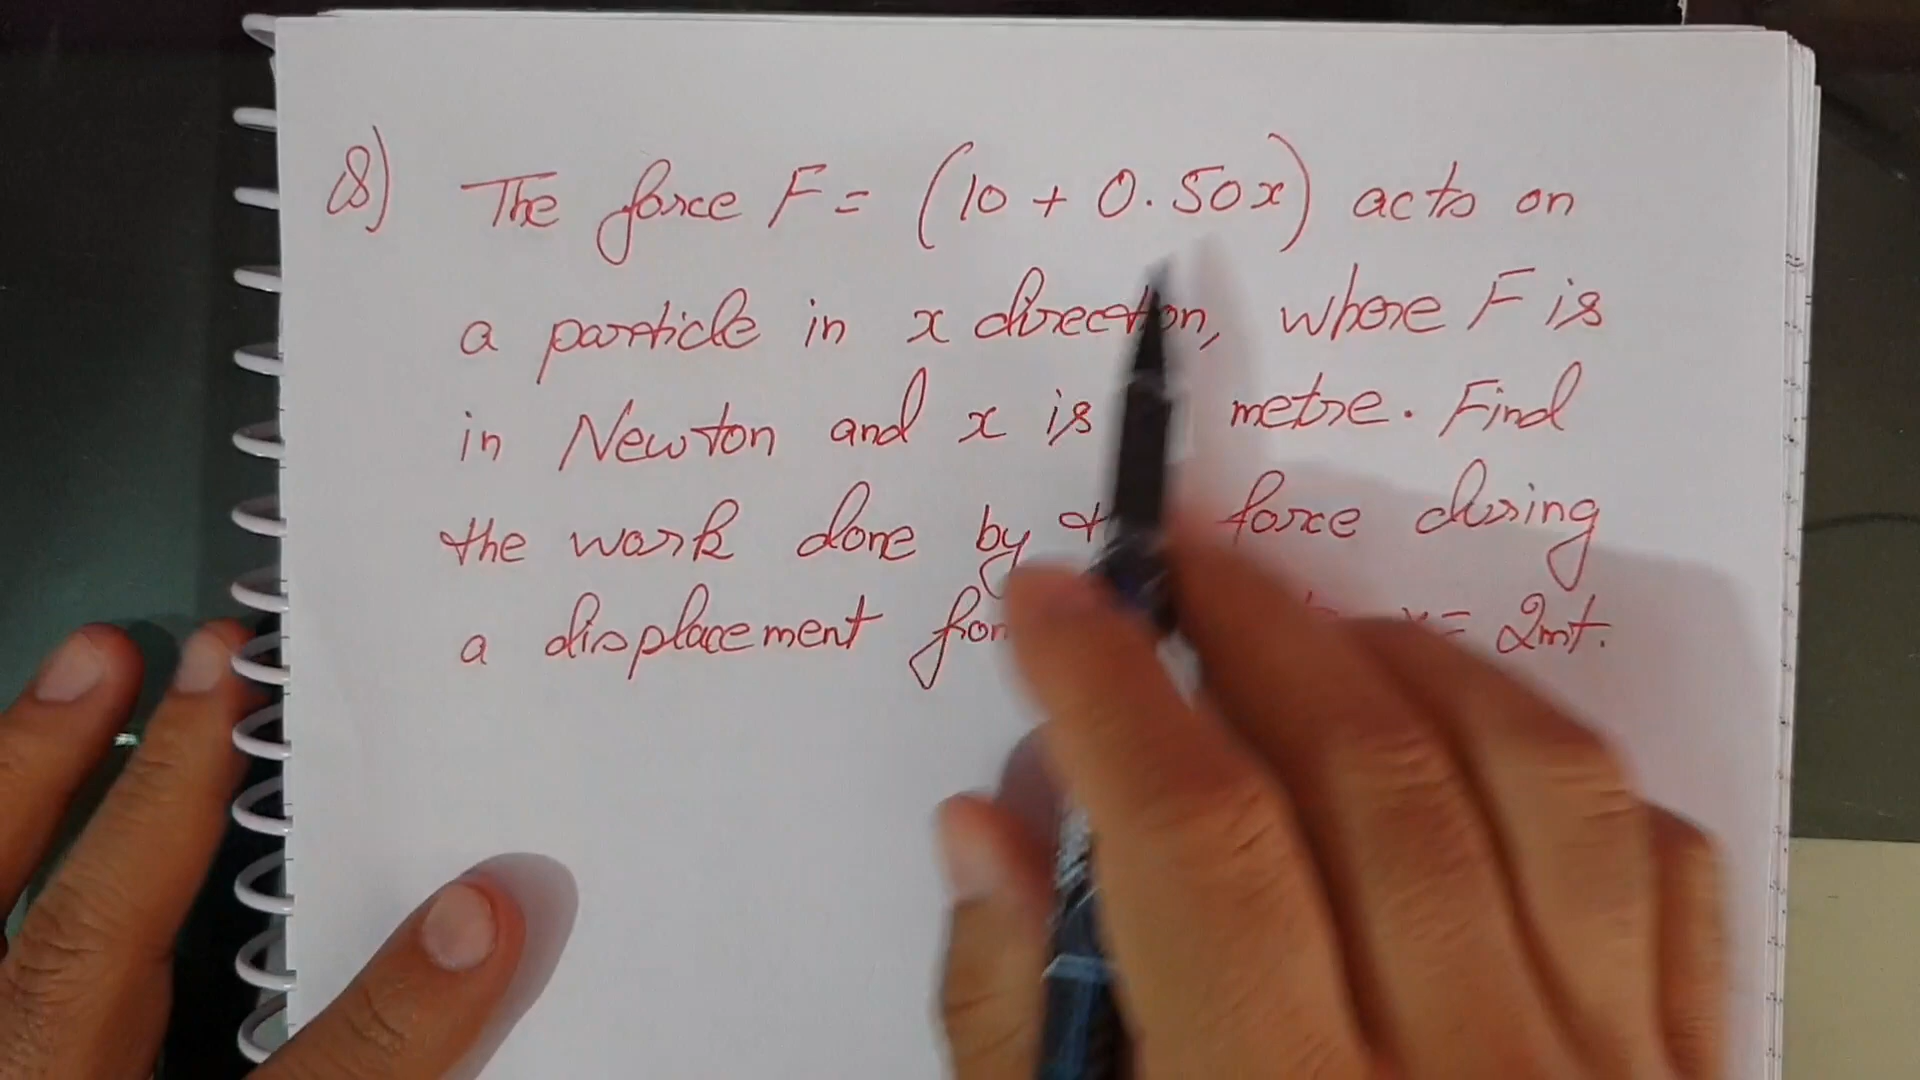 8) The force F = (10 + 0.50x) acts on
a particle in x direction, where F is
in Newton and x is metre. Find
the work done by force during
a displacement x = 2mt.